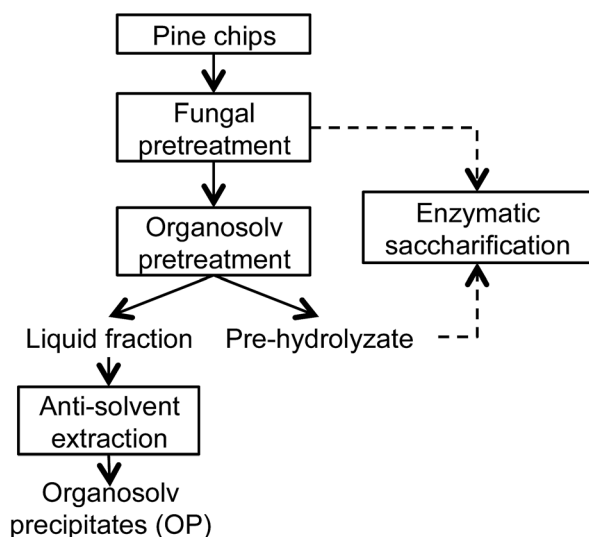 Pine chips
Fungal
pretreatment
Organosolv
pretreatment
Enzymatic
saccharification
Liquid fraction
Pre-hydrolyzate
Anti-solvent
extraction
Organosolv
precipitates (OP)